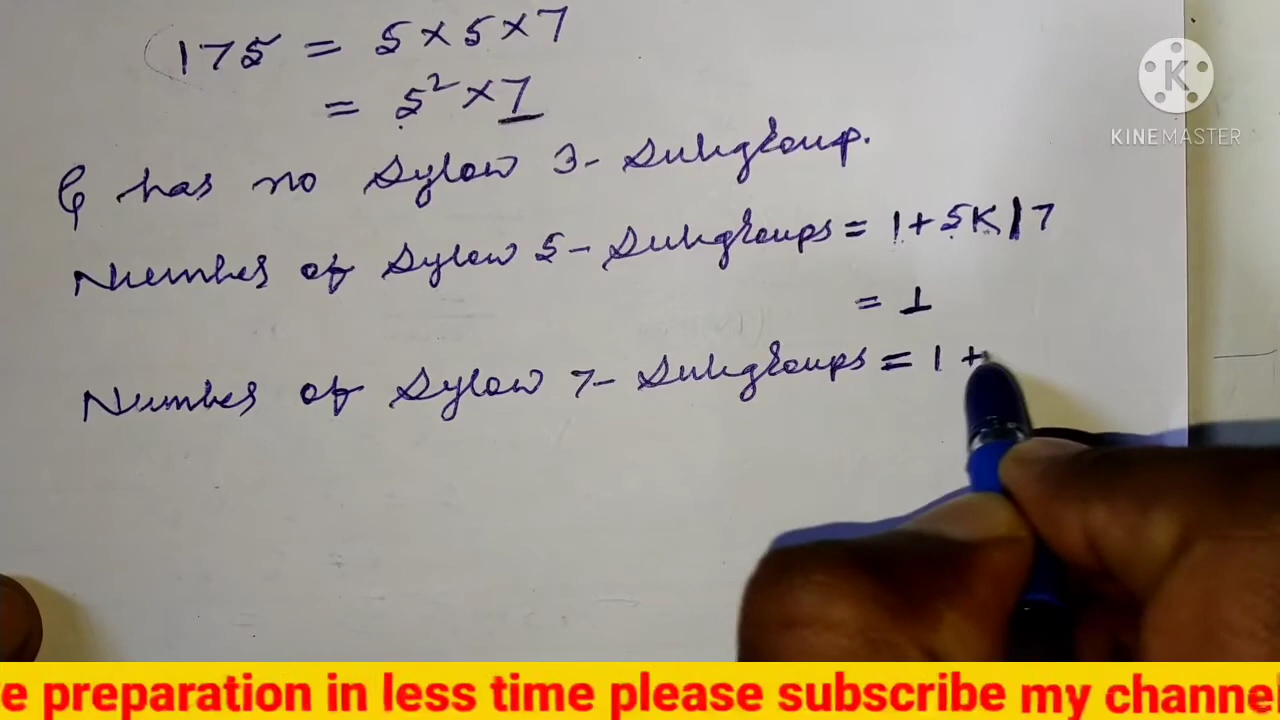 175 = 5 × 5 × 7
= 5² × 7
KINEMASTER
G has no Sylow 3 - Subgroup.
Number of Sylow 5 - Subgroups = 1 + 5K | 7
= 1
Number of Sylow 7 - Subgroups = 1 +
e preparation in less time please subscribe my channel